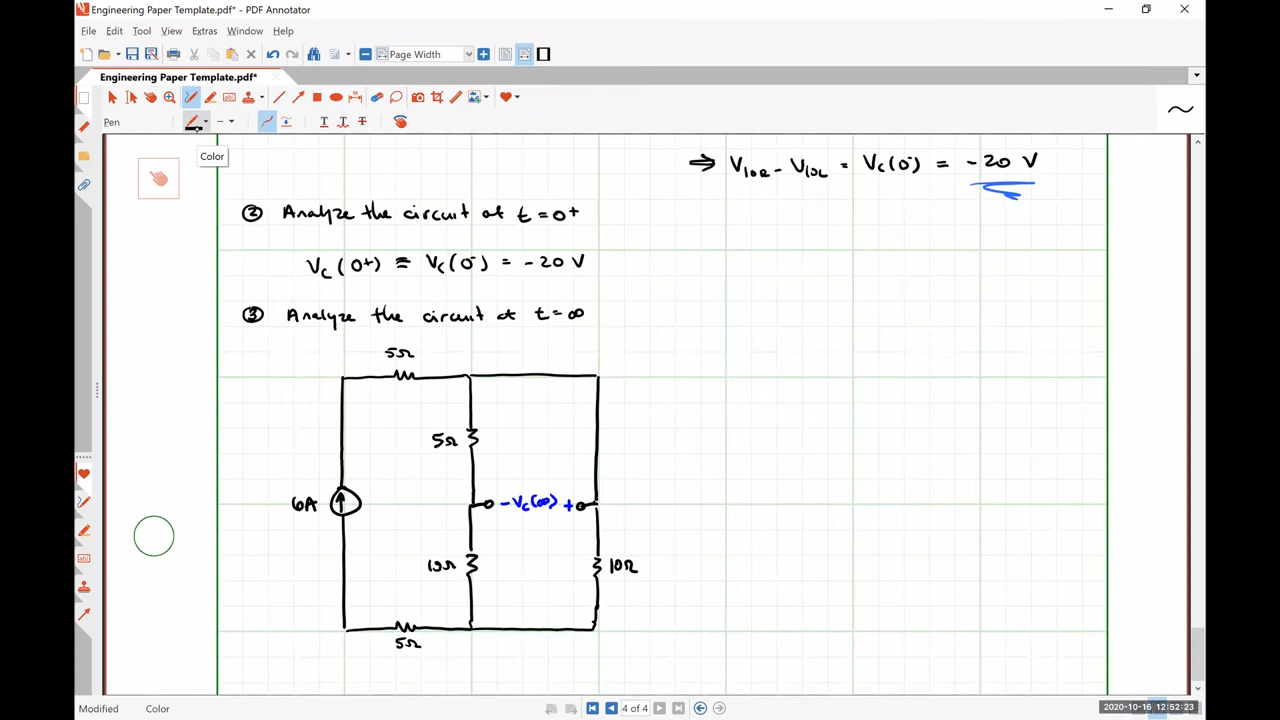 Engineering Paper Template.pdf* - PDF Annotator
File Edit Tool View Extras Window Help
Page Width
Engineering Paper Template.pdf*
Pen
Color
⇒ V10Ω - V10Ω = Vc(0-) = -20 V
② Analyze the circuit at t = 0+
Vc(0+) = Vc(0-) = -20 V
③ Analyze the circuit at t = ∞
5Ω
5Ω
6A
- Vc(∞) +
10Ω
10Ω
5Ω
Modified Color
4 of 4
2020-10-16 12:52:23